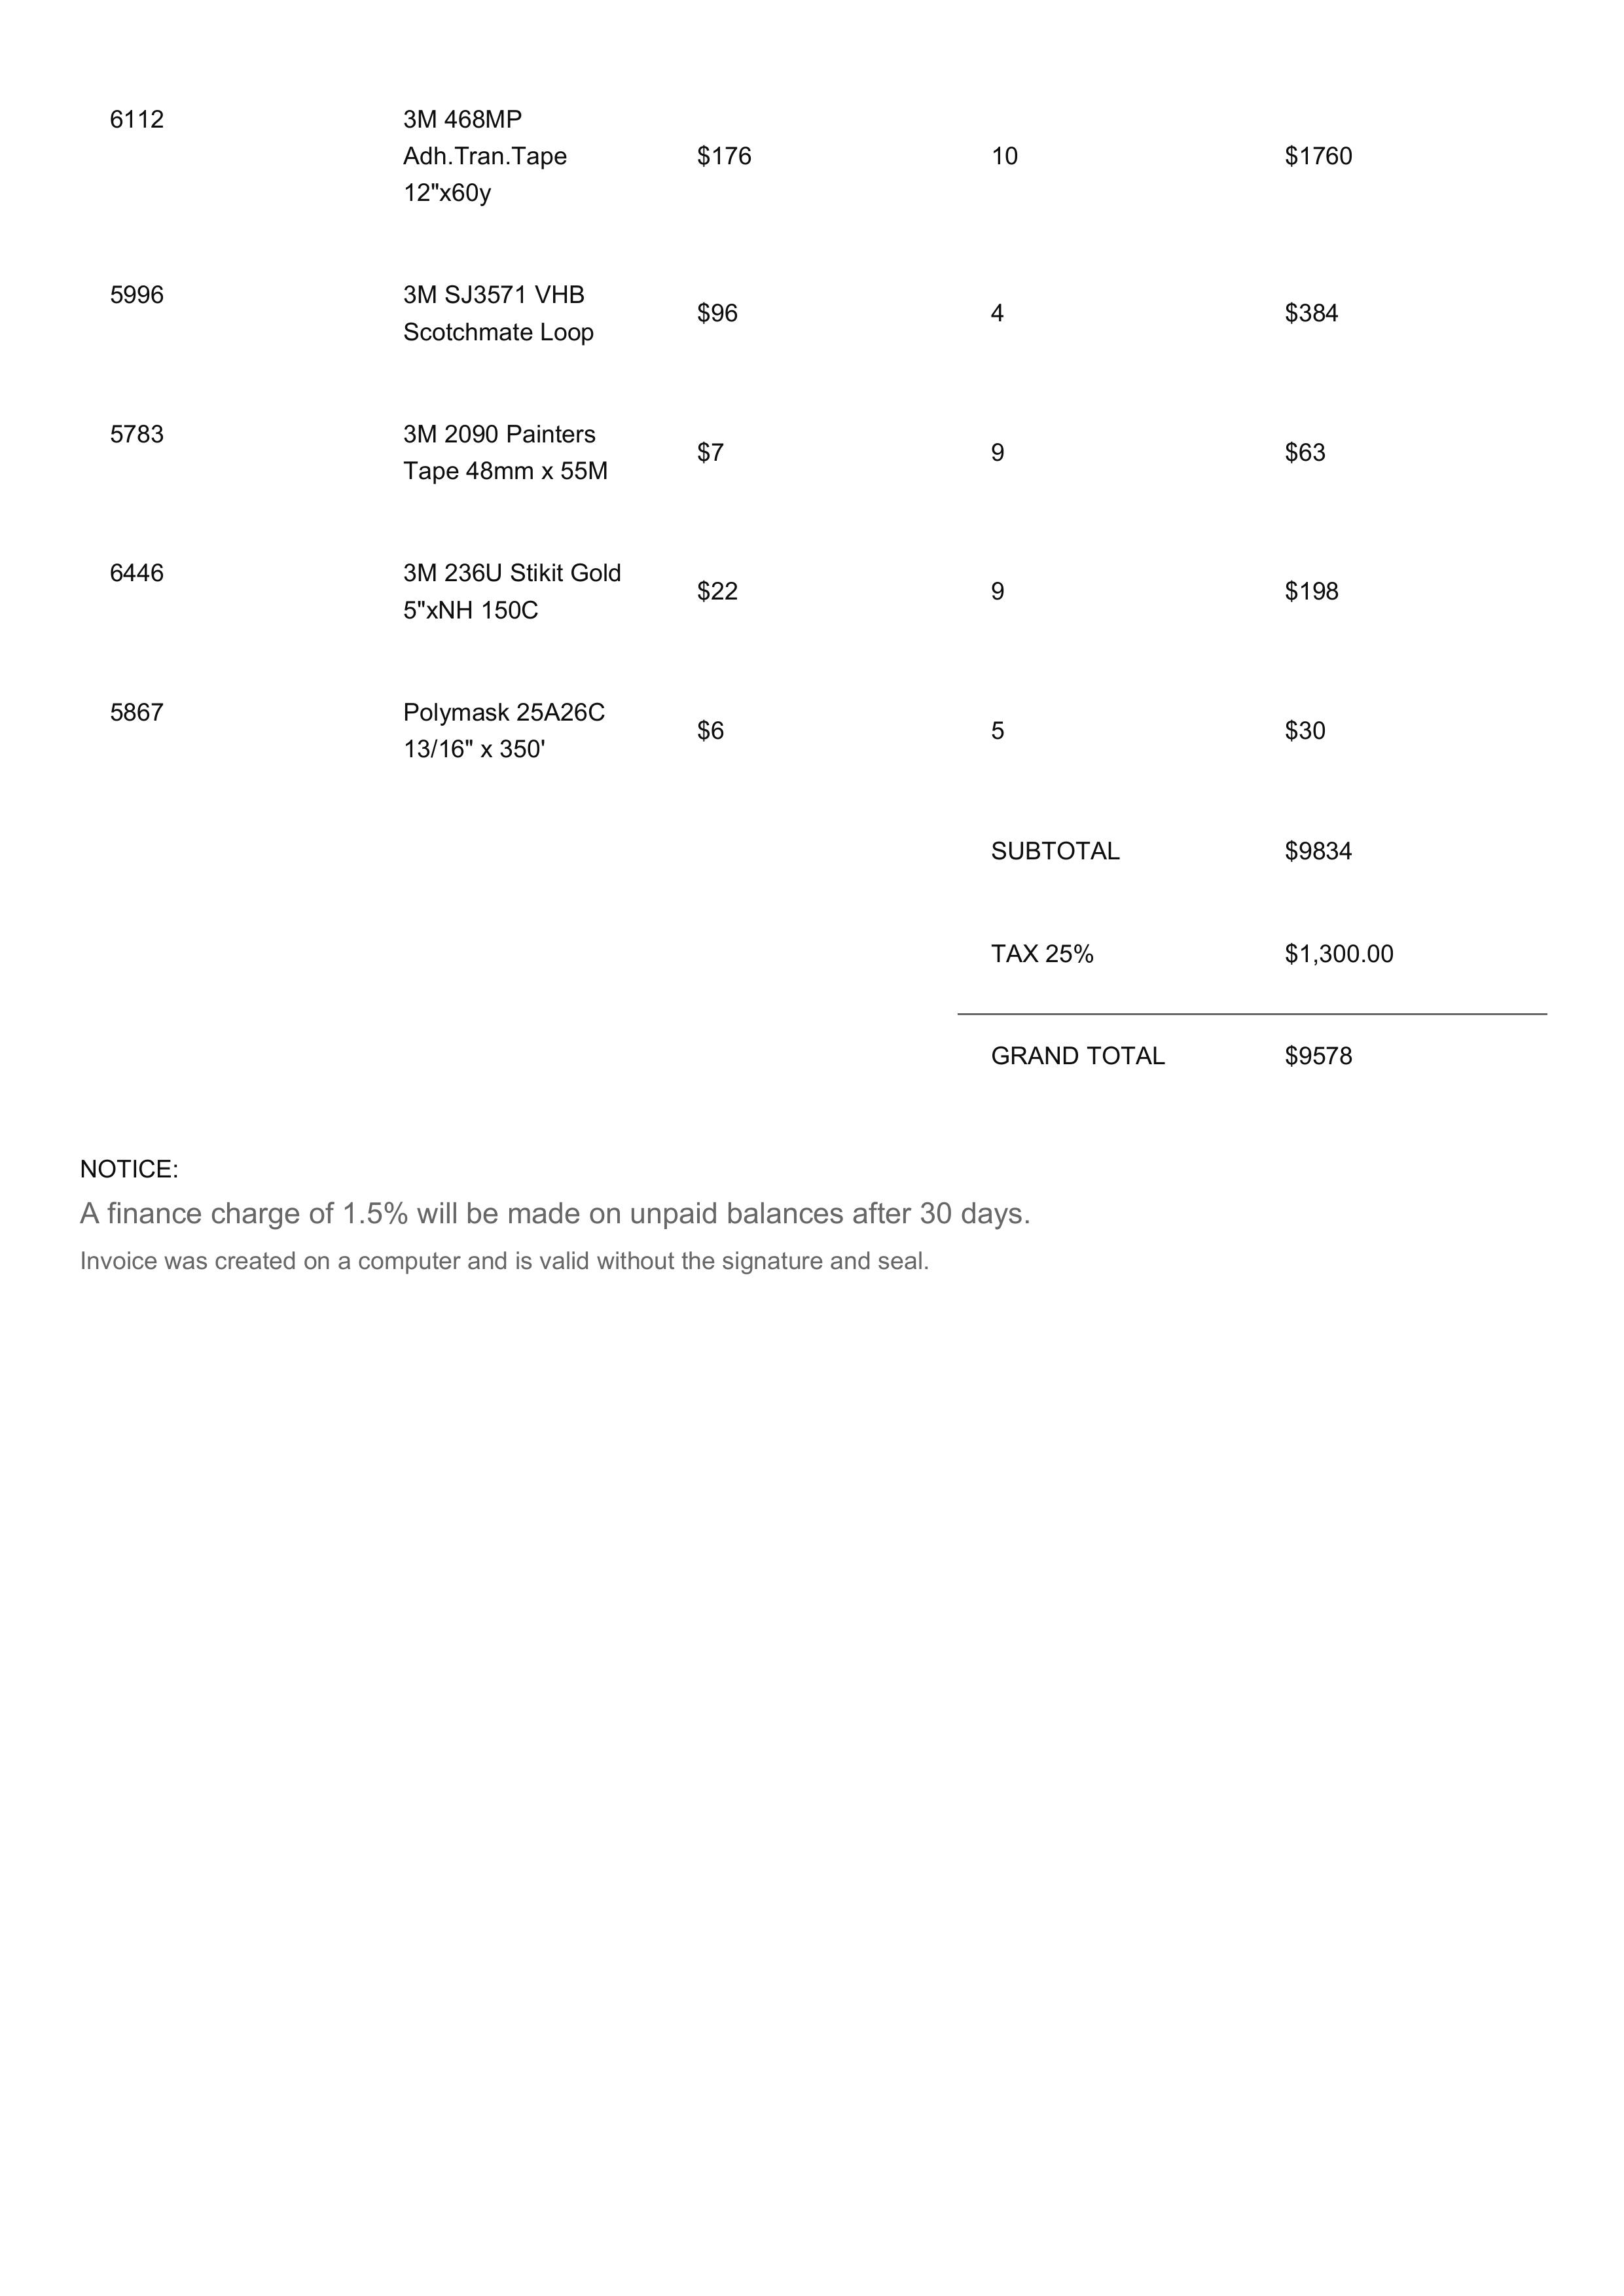 6112 3M 468MP
Adh.Tran.Tape $176 10 $1760
12"x60y
5996 3M SJ3571 VHB
$96 4 $384
Scotchmate Loop
5783 3M 2090 Painters
$7 9 $63
Tape 48mm x 55M
6446 3M 236U Stikit Gold
$22 9 $198
5"xNH 150C
5867 Polymask 25A26C
$6 5 $30
13/16" x 350'
SUBTOTAL $9834
TAX 25% $1,300.00
GRAND TOTAL $9578
NOTICE:
A finance charge of 1.5% will be made on unpaid balances after 30 days.
Invoice was created on a computer and is valid without the signature and seal.